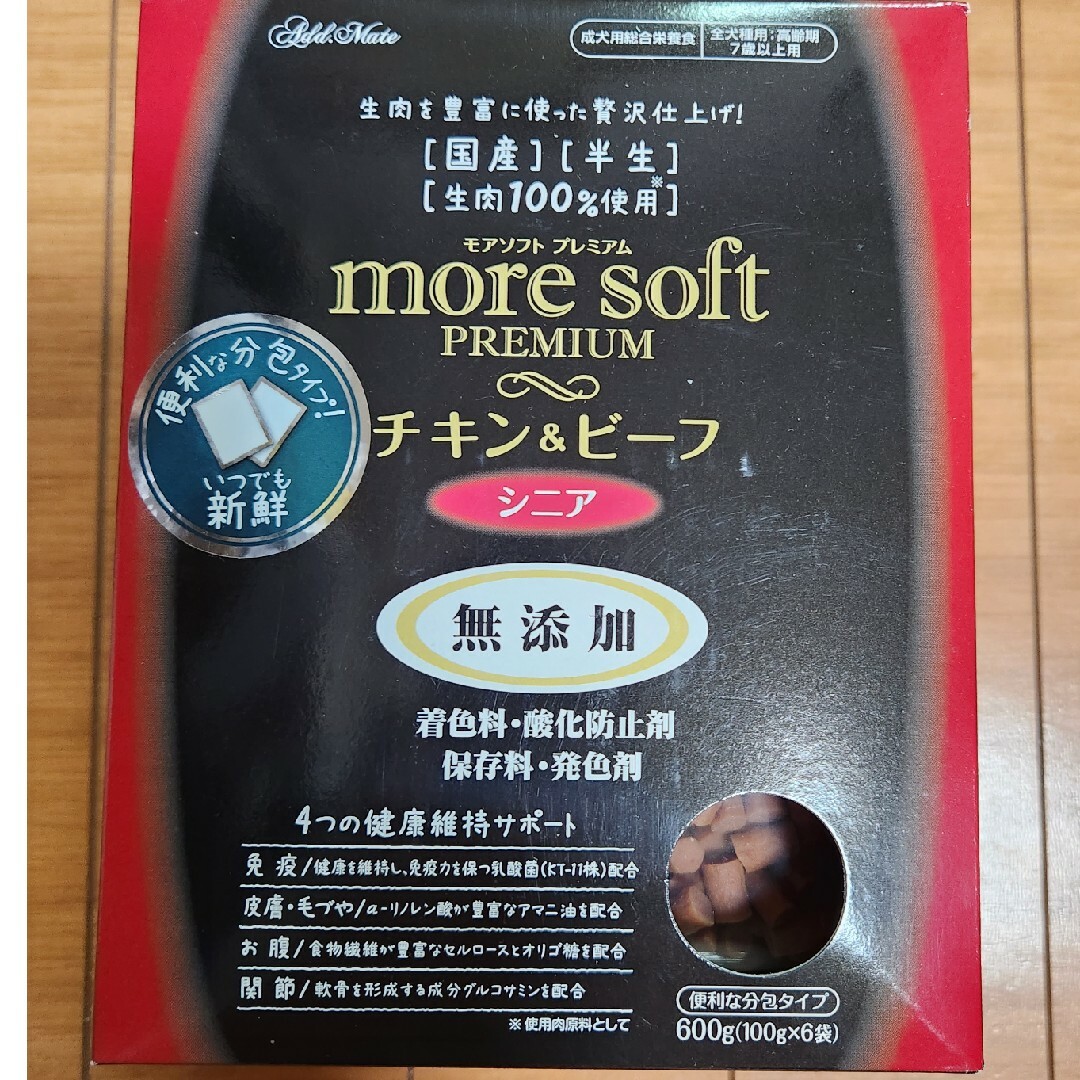 Add.Mate
成犬用総合栄養食
全犬種用:高齢期
7歳以上用
生肉を豊富に使った贅沢仕上げ!
[国産][半生]
[生肉100%使用※]
モアソフト プレミアム
more soft
PREMIUM
便利な分包タイプ!
いつでも
新鮮
チキン&ビーフ
シニア
無添加
着色料・酸化防止剤
保存料・発色剤
4つの健康維持サポート
免疫/健康を維持し、免疫力を保つ乳酸菌(KT-11株)配合
皮膚・毛づや/α-リノレン酸が豊富なアマニ油を配合
お腹/食物繊維が豊富なセルロースとオリゴ糖を配合
関節/軟骨を形成する成分グルコサミンを配合
※使用肉原料として
便利な分包タイプ
600g(100g×6袋)